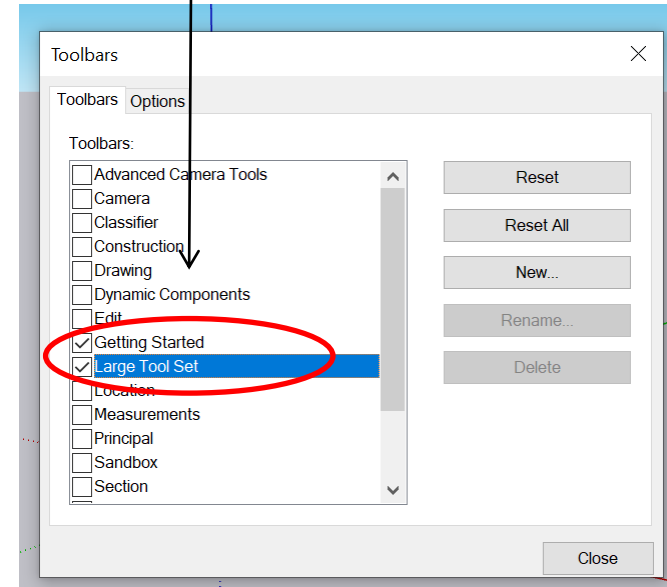 Toolbars
Toolbars Options
Toolbars:
Advanced Camera Tools
Camera
Classifier
Construction
Drawing
Dynamic Components
Edit
Getting Started
Large Tool Set
Location
Measurements
Principal
Sandbox
Section
Reset
Reset All
New...
Rename...
Delete
Close